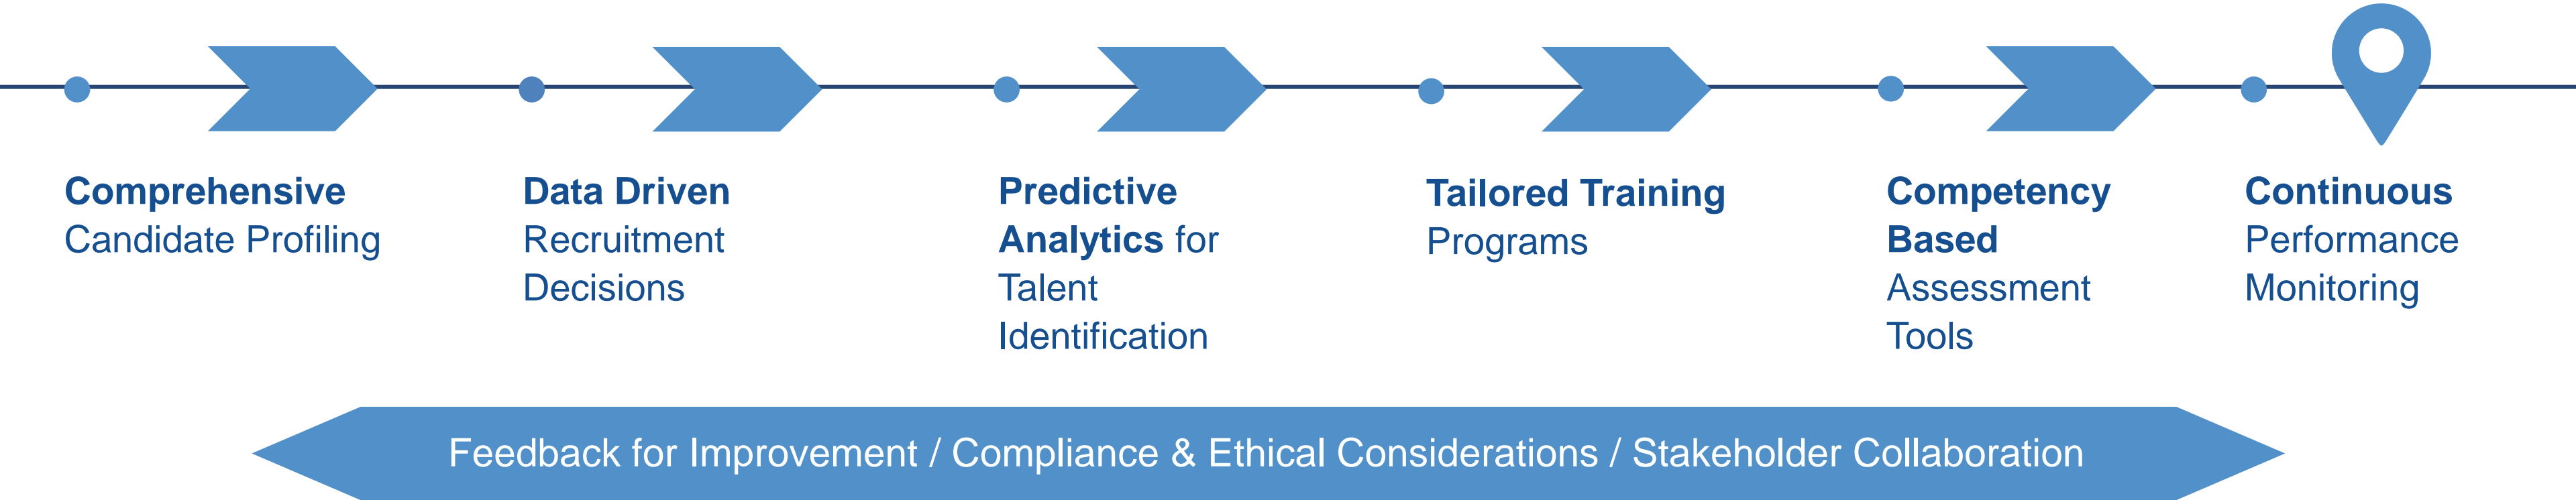 Comprehensive
Candidate Profiling
Data Driven
Recruitment
Decisions
Predictive
Analytics for
Talent
Identification
Tailored Training
Programs
Competency
Based
Assessment
Tools
Continuous
Performance
Monitoring
Feedback for Improvement / Compliance & Ethical Considerations / Stakeholder Collaboration